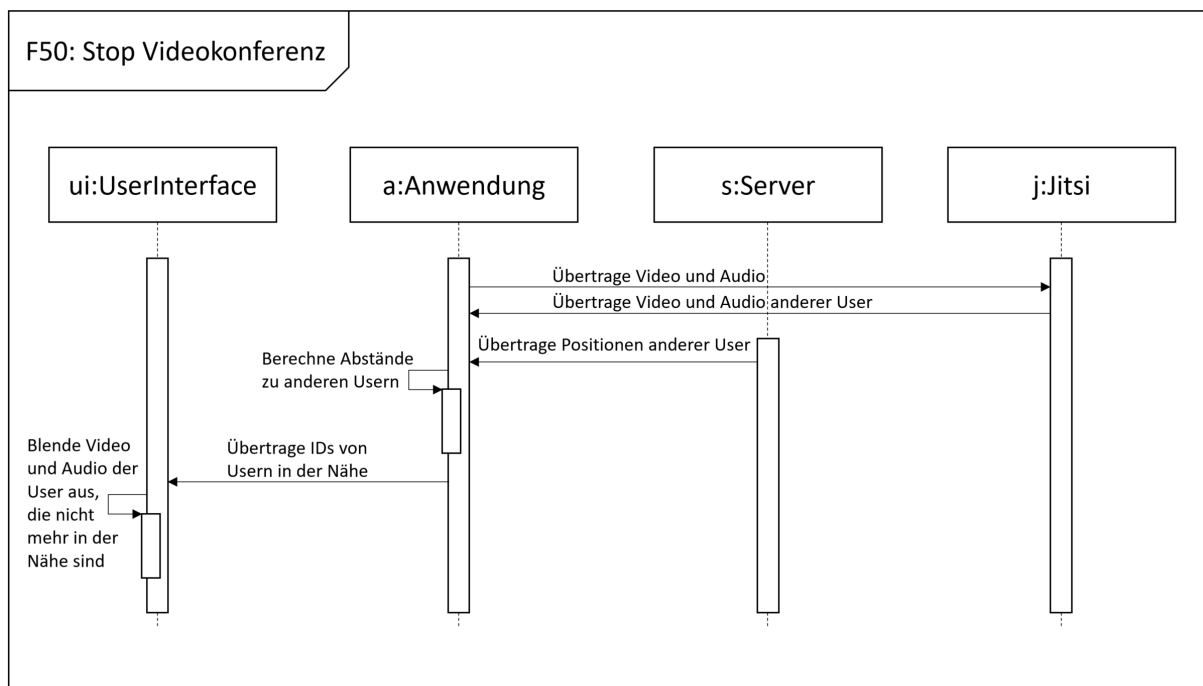 F50: Stop Videokonferenz
ui:UserInterface
a:Anwendung
s:Server
j:Jitsi
Übertrage Video und Audio
Übertrage Video und Audio anderer User
Übertrage Positionen anderer User
Berechne Abstände
zu anderen Usern
Übertrage IDs von
Usern in der Nähe
Blende Video
und Audio der
User aus,
die nicht
mehr in der
Nähe sind